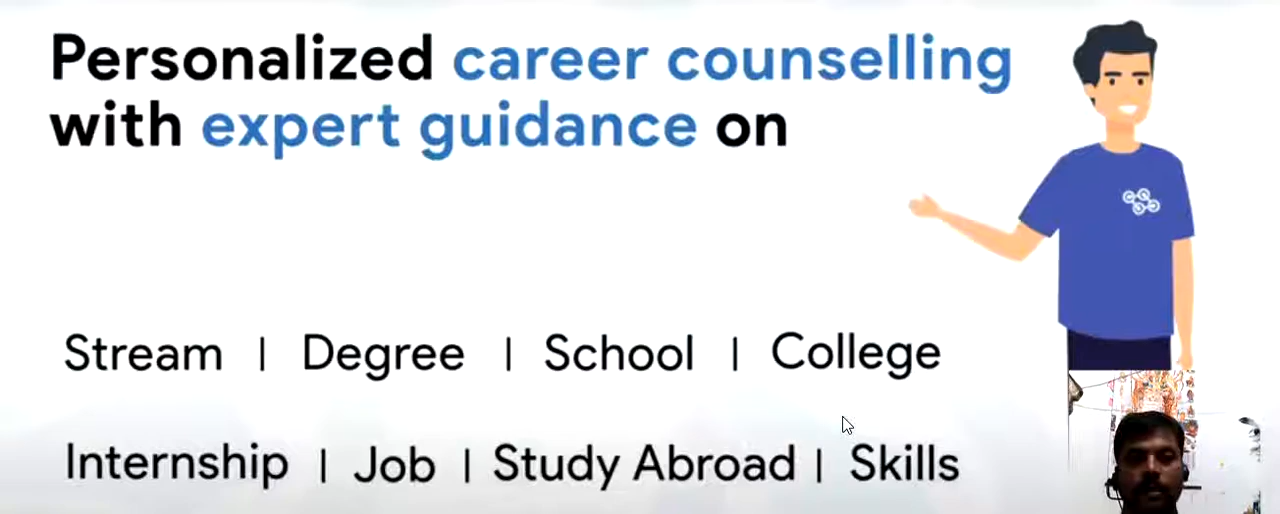 Personalized career counselling
with expert guidance on
Stream | Degree | School | College
Internship | Job | Study Abroad | Skills